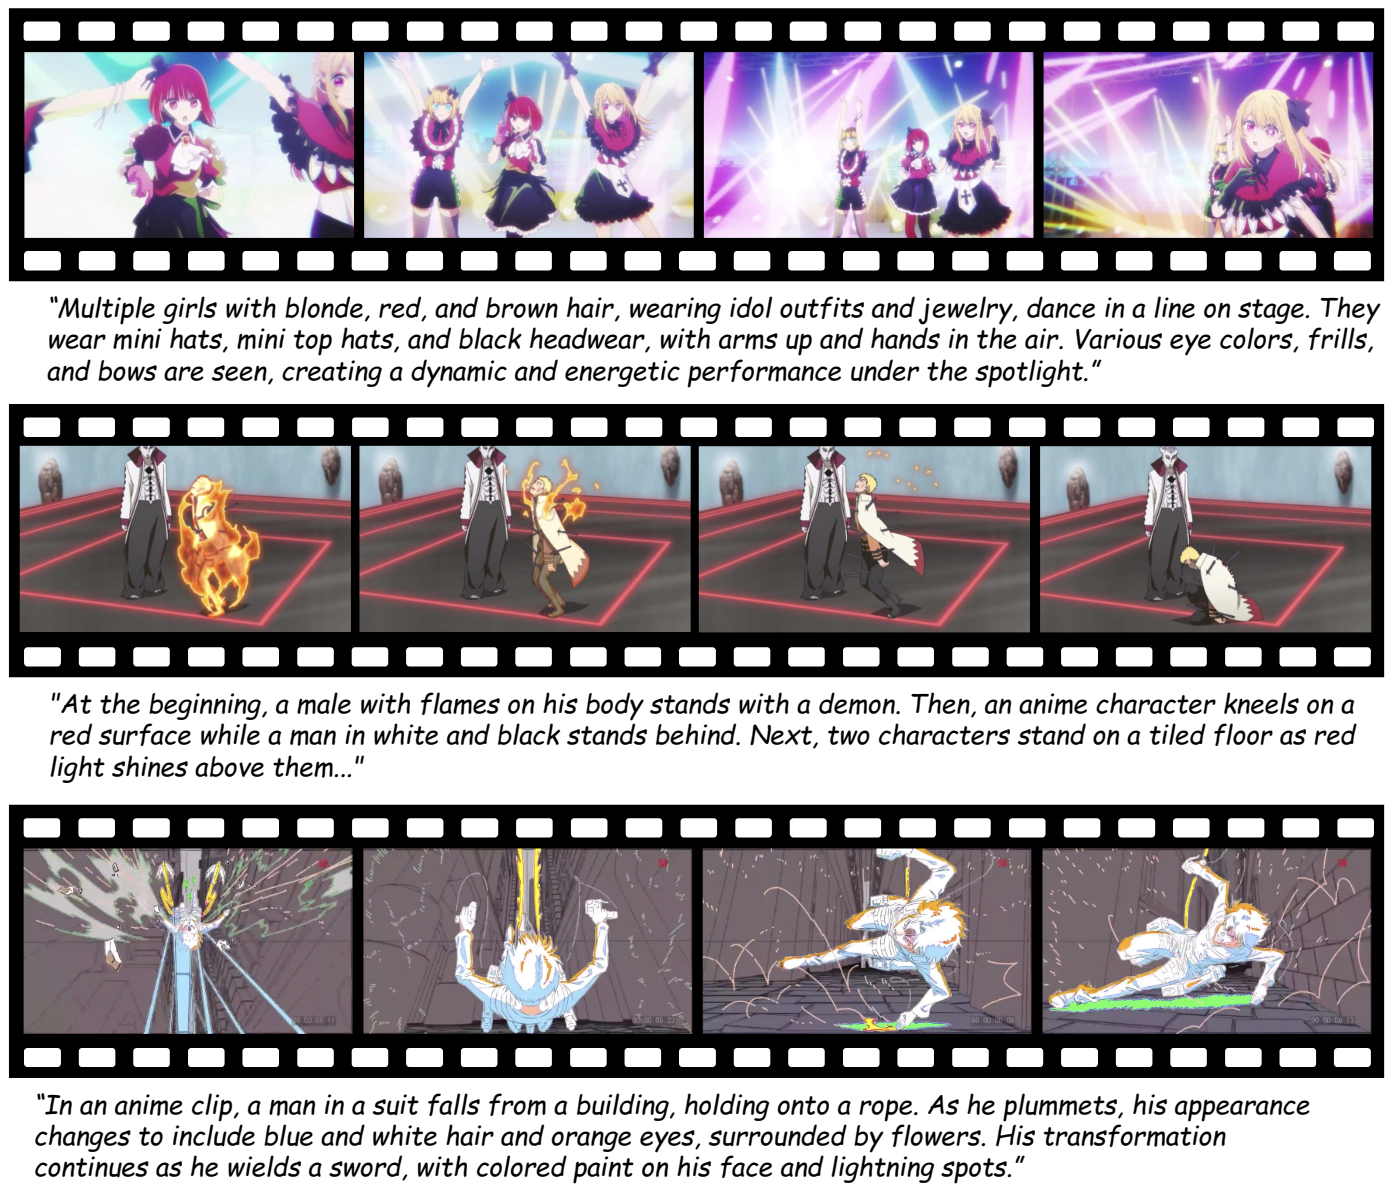 “Multiple girls with blonde, red, and brown hair, wearing idol outfits and jewelry, dance in a line on stage. They
wear mini hats, mini top hats, and black headwear, with arms up and hands in the air. Various eye colors, frills,
and bows are seen, creating a dynamic and energetic performance under the spotlight.”
"At the beginning, a male with flames on his body stands with a demon. Then, an anime character kneels on a
red surface while a man in white and black stands behind. Next, two characters stand on a tiled floor as red
light shines above them..."
“In an anime clip, a man in a suit falls from a building, holding onto a rope. As he plummets, his appearance
changes to include blue and white hair and orange eyes, surrounded by flowers. His transformation
continues as he wields a sword, with colored paint on his face and lightning spots.”